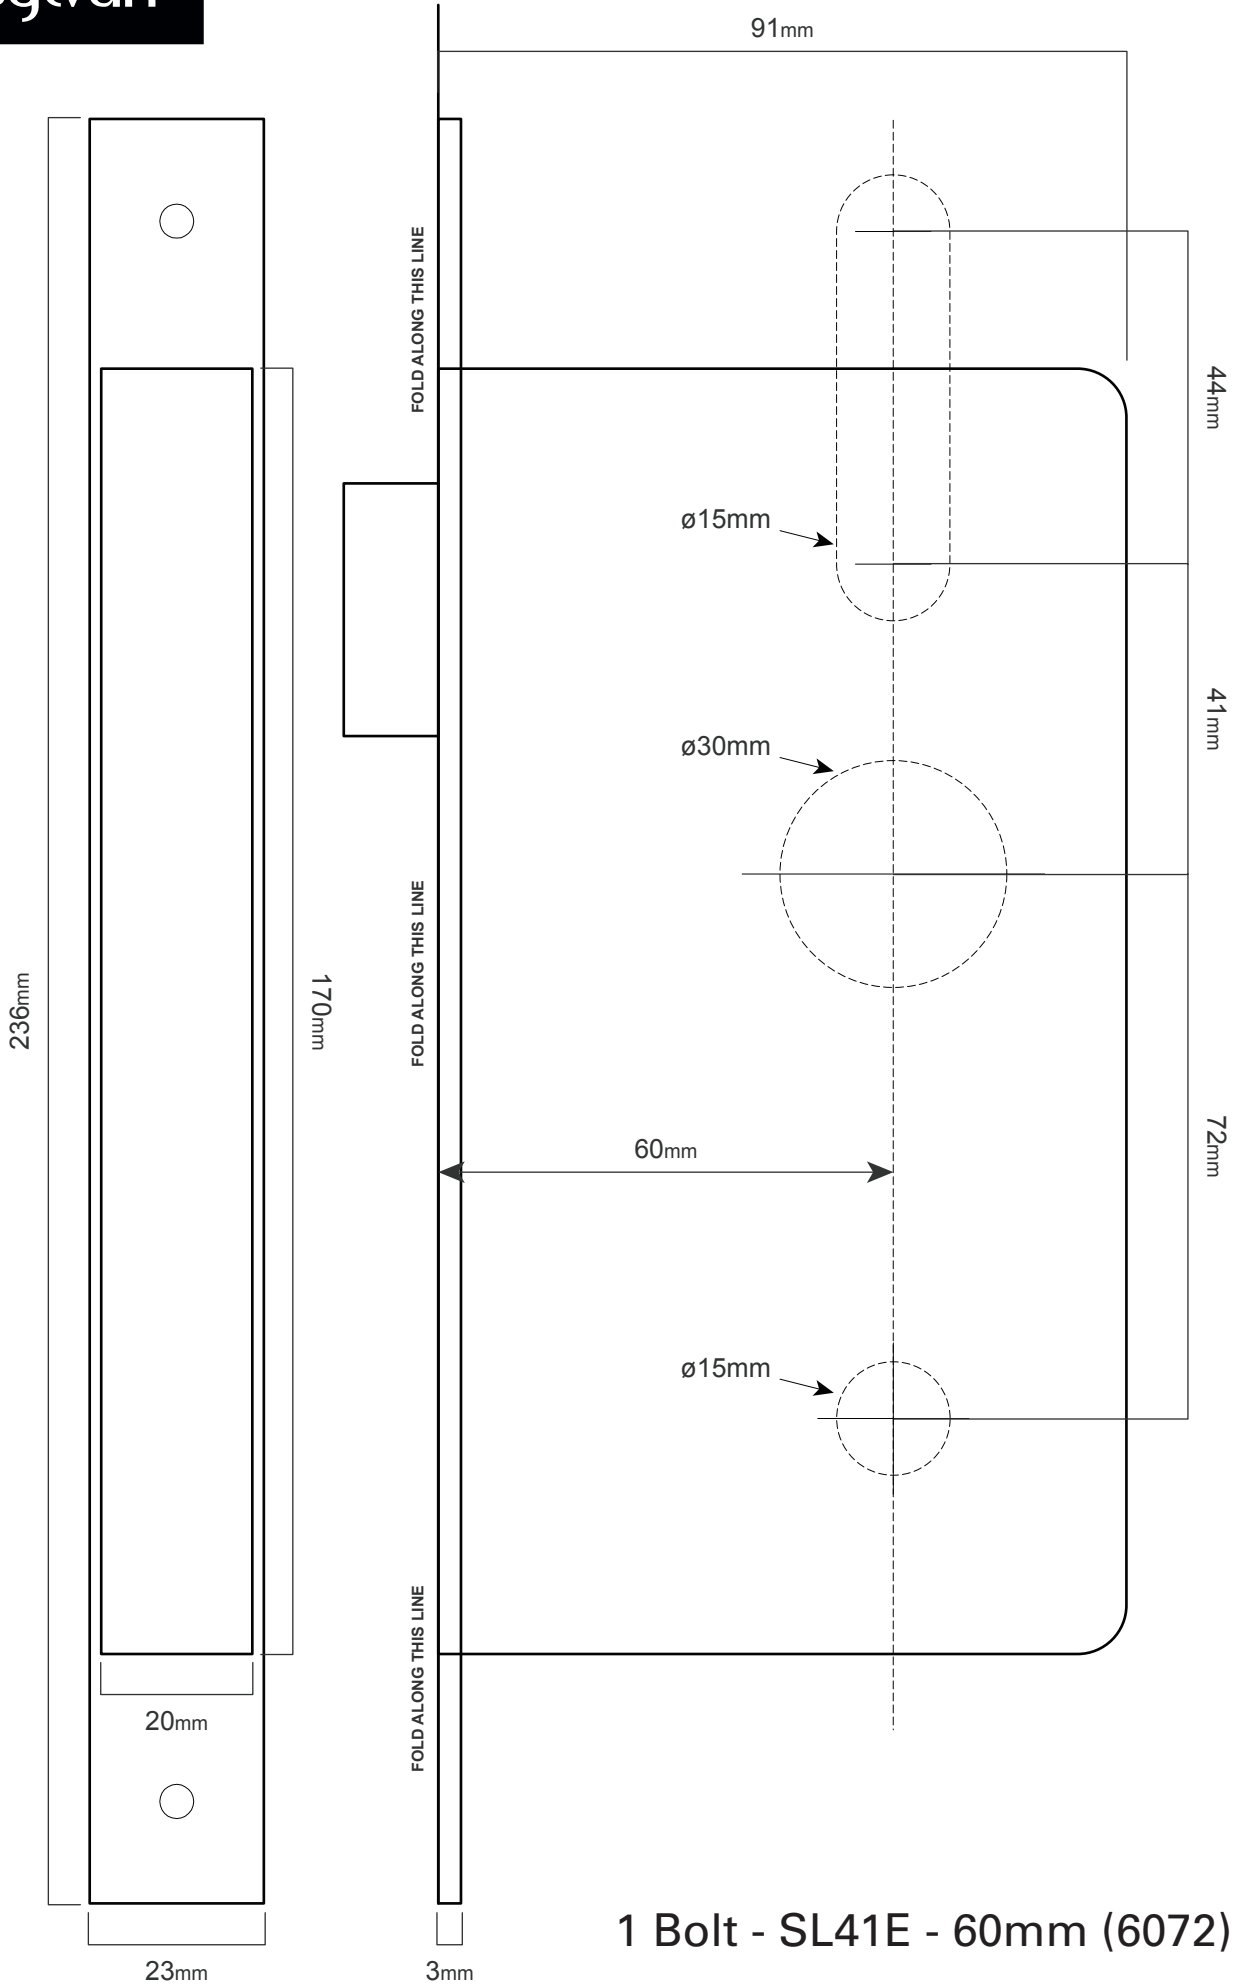 91mm
FOLD ALONG THIS LINE
44mm
ø15mm
41mm
ø30mm
FOLD ALONG THIS LINE
236mm
170mm
72mm
60mm
ø15mm
FOLD ALONG THIS LINE
20mm
1 Bolt - SL41E - 60mm (6072)
23mm
3mm